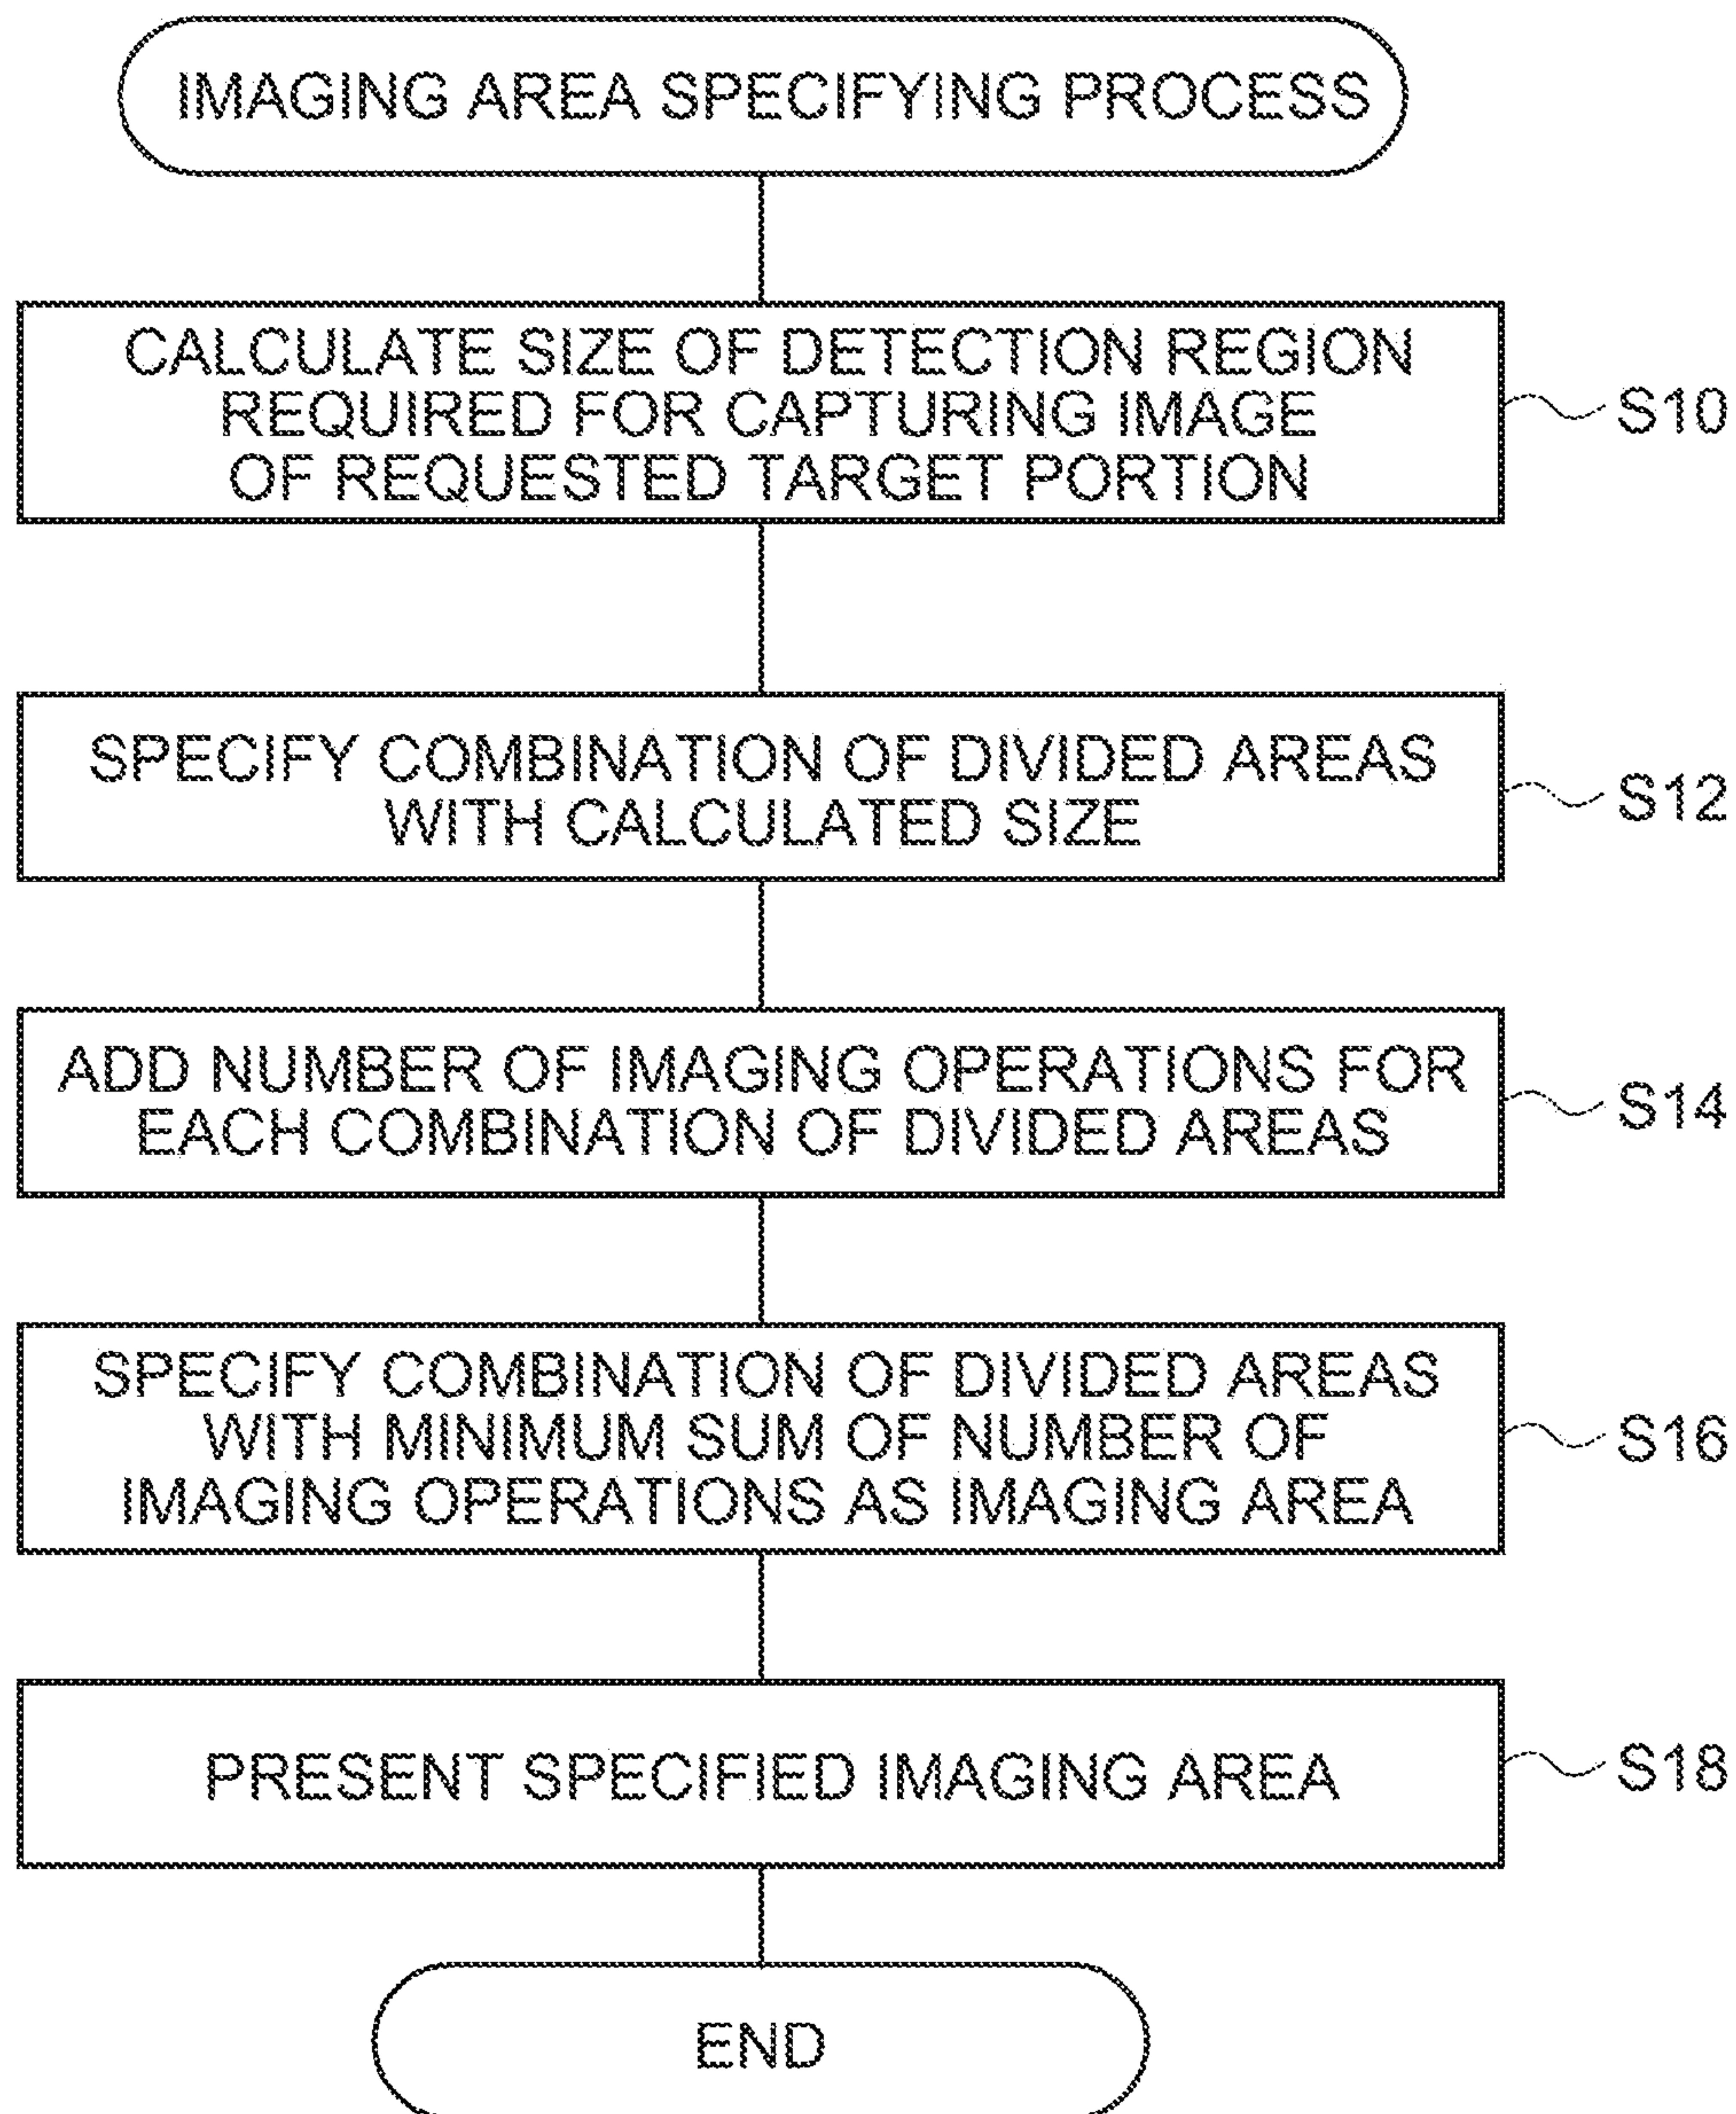 IMAGING AREA SPECIFYING PROCESS
CALCULATE SIZE OF DETECTION REGION
REQUIRED FOR CAPTURING IMAGE
OF REQUESTED TARGET PORTION
S10
SPECIFY COMBINATION OF DIVIDED AREAS
WITH CALCULATED SIZE
S12
ADD NUMBER OF IMAGING OPERATIONS FOR
EACH COMBINATION OF DIVIDED AREAS
S14
SPECIFY COMBINATION OF DIVIDED AREAS
WITH MINIMUM SUM OF NUMBER OF
IMAGING OPERATIONS AS IMAGING AREA
S16
PRESENT SPECIFIED IMAGING AREA
S18
END